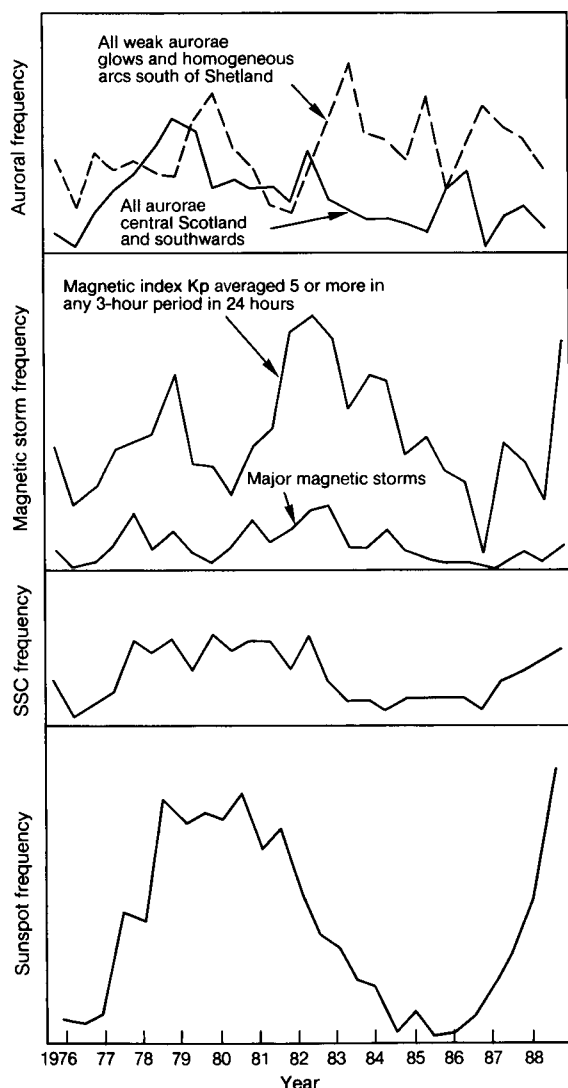 Auroral frequency
All weak aurorae
glows and homogeneous
arcs south of Shetland
All aurorae
central Scotland
and southwards
Magnetic storm frequency
Magnetic index Kp averaged 5 or more in
any 3-hour period in 24 hours
Major magnetic storms
SSC frequency
Sunspot frequency
1976 77 78 79 80 81 82 83 84 85 86 87 88
Year